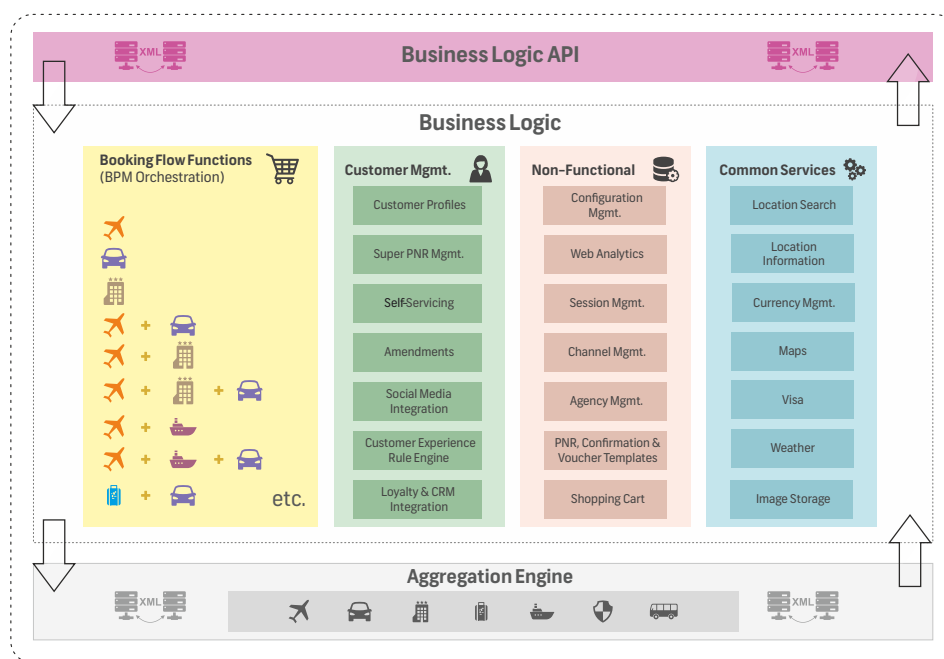 XML
Business Logic API
XML
Business Logic
Booking Flow Functions
(BPM Orchestration)
+
+
+
+
+
+
+
+
etc.
Customer Mgmt.
Customer Profiles
Super PNR Mgmt.
Self-Servicing
Amendments
Social Media
Integration
Customer Experience
Rule Engine
Loyalty & CRM
Integration
Non-Functional
Configuration
Mgmt.
Web Analytics
Session Mgmt.
Channel Mgmt.
Agency Mgmt.
PNR, Confirmation &
Voucher Templates
Shopping Cart
Common Services
Location Search
Location
Information
Currency Mgmt.
Maps
Visa
Weather
Image Storage
Aggregation Engine
XML
XML